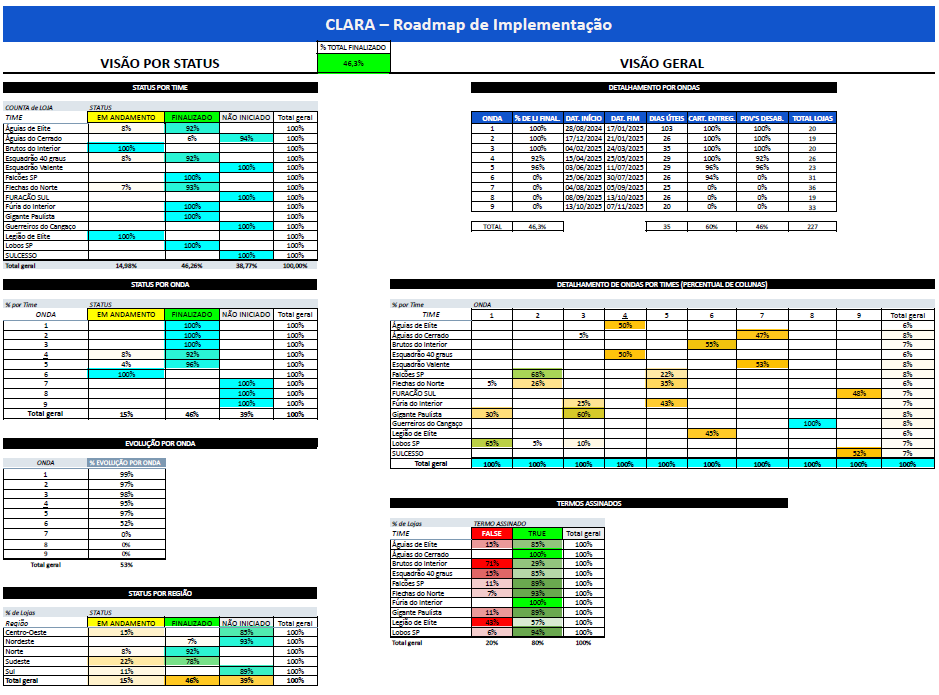 CLARA – Roadmap de Implementação
% TOTAL FINALIZADO
46,3%
VISÃO POR STATUS
VISÃO GERAL
STATUS POR TIME
COUNTA de LOJA STATUS
TIME EM ANDAMENTO FINALIZADO NÃO INICIADO Total geral
Águias de Elite 8% 92% 100%
Águias do Cerrado 6% 94% 100%
Brutos do Interior 100% 100%
Esquadrão 40 graus 8% 92% 100%
Esquadrão Valente 100% 100%
Falcões SP 100% 100%
Flechas do Norte 7% 93% 100%
FURACÃO SUL 100% 100%
Fúria do Interior 100% 100%
Gigante Paulista 100% 100%
Guerreiros do Cangaço 100% 100%
Legião de Elite 100% 100%
Lobos SP 100% 100%
SULCESSO 100% 100%
Total geral 14,98% 46,26% 38,77% 100,00%
DETALHAMENTO POR ONDAS
ONDA % DE LJ FINAL. DAT. INÍCIO DAT. FIM DIAS ÚTEIS CART. ENTREG. PDV'S DESAB. TOTAL LOJAS
1 100% 28/08/2024 17/01/2025 103 100% 100% 20
2 100% 17/12/2024 21/01/2025 26 100% 100% 19
3 100% 04/02/2025 24/03/2025 35 100% 100% 20
4 92% 15/04/2025 25/05/2025 29 100% 92% 26
5 96% 03/06/2025 11/07/2025 29 96% 96% 23
6 0% 25/06/2025 30/07/2025 26 94% 0% 31
7 0% 04/08/2025 05/09/2025 25 0% 0% 36
8 0% 08/09/2025 13/10/2025 26 0% 0% 19
9 0% 13/10/2025 07/11/2025 20 0% 0% 33
TOTAL 46,3% 35 60% 46% 227
STATUS POR ONDA
% por Time STATUS
ONDA EM ANDAMENTO FINALIZADO NÃO INICIADO Total geral
1 100% 100%
2 100% 100%
3 100% 100%
4 8% 92% 100%
5 4% 96% 100%
6 100% 100%
7 100% 100%
8 100% 100%
9 100% 100%
Total geral 15% 46% 39% 100%
DETALHAMENTO DE ONDAS POR TIMES (PERCENTUAL DE COLUNAS)
% por Time ONDA
TIME 1 2 3 4 5 6 7 8 9 Total geral
Águias de Elite 50% 6%
Águias do Cerrado 5% 47% 8%
Brutos do Interior 55% 7%
Esquadrão 40 graus 50% 6%
Esquadrão Valente 53% 8%
Falcões SP 68% 22% 8%
Flechas do Norte 5% 26% 35% 6%
FURACÃO SUL 48% 7%
Fúria do Interior 25% 43% 7%
Gigante Paulista 30% 60% 8%
Guerreiros do Cangaço 100% 8%
Legião de Elite 45% 6%
Lobos SP 65% 5% 10% 7%
SULCESSO 52% 7%
Total geral 100% 100% 100% 100% 100% 100% 100% 100% 100% 100%
EVOLUÇÃO POR ONDA
ONDA % EVOLUÇÃO POR ONDA
1 99%
2 97%
3 98%
4 95%
5 97%
6 52%
7 0%
8 0%
9 0%
Total geral 53%
TERMOS ASSINADOS
% de Lojas TERMO ASSINADO
TIME FALSE TRUE Total geral
Águias de Elite 15% 85% 100%
Águias do Cerrado 100% 100%
Brutos do Interior 71% 29% 100%
Esquadrão 40 graus 15% 85% 100%
Falcões SP 11% 89% 100%
Flechas do Norte 7% 93% 100%
Fúria do Interior 100% 100%
Gigante Paulista 11% 89% 100%
Legião de Elite 43% 57% 100%
Lobos SP 6% 94% 100%
Total geral 20% 80% 100%
STATUS POR REGIÃO
% de Lojas STATUS
Região EM ANDAMENTO FINALIZADO NÃO INICIADO Total geral
Centro-Oeste 15% 85% 100%
Nordeste 7% 93% 100%
Norte 8% 92% 100%
Sudeste 22% 78% 100%
Sul 11% 89% 100%
Total geral 15% 46% 39% 100%